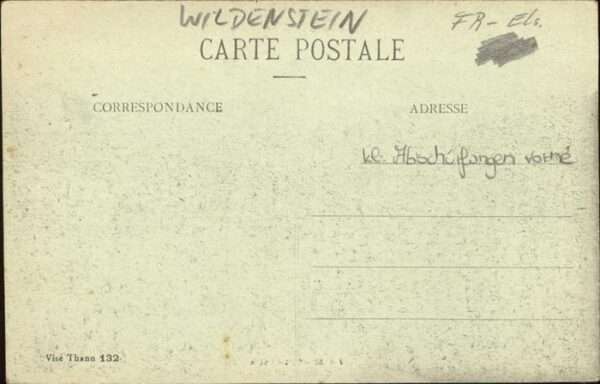 WILDENSTEIN FR-Els.
CARTE POSTALE
CORRESPONDANCE ADRESSE
kl. Abschürfungen vorne
Visé Thann 132